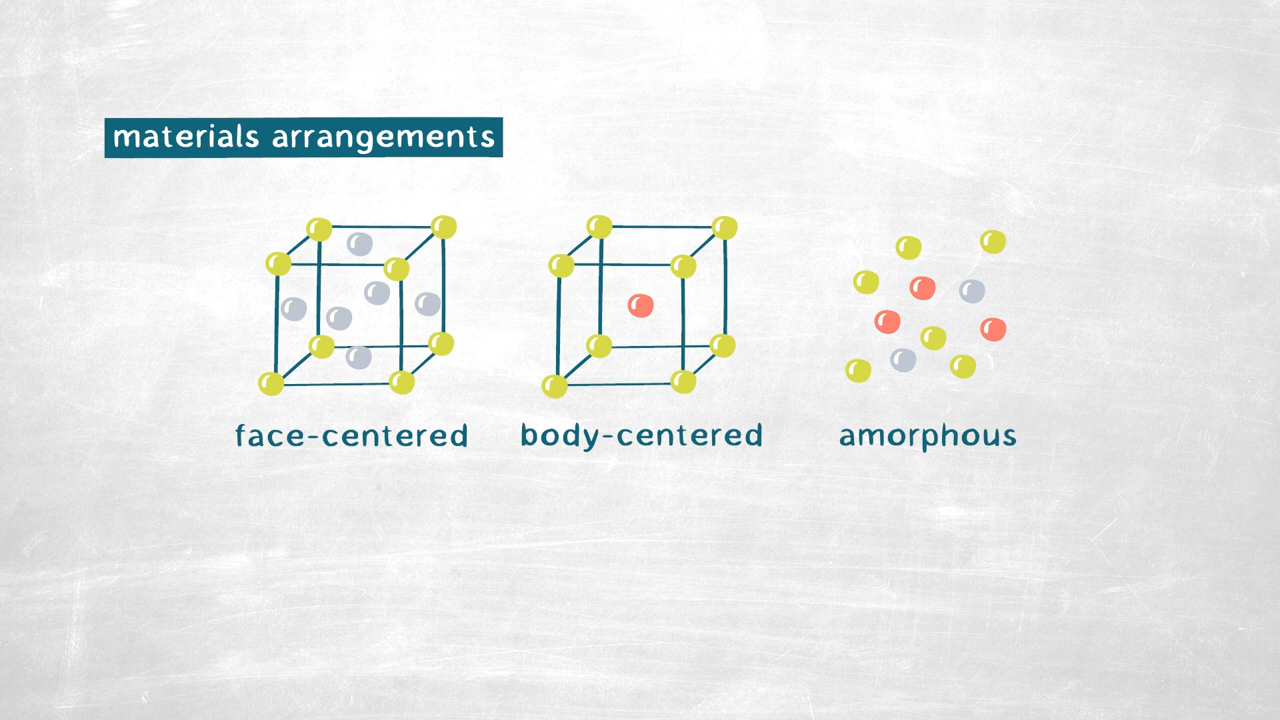 materials arrangements
face-centered
body-centered
amorphous